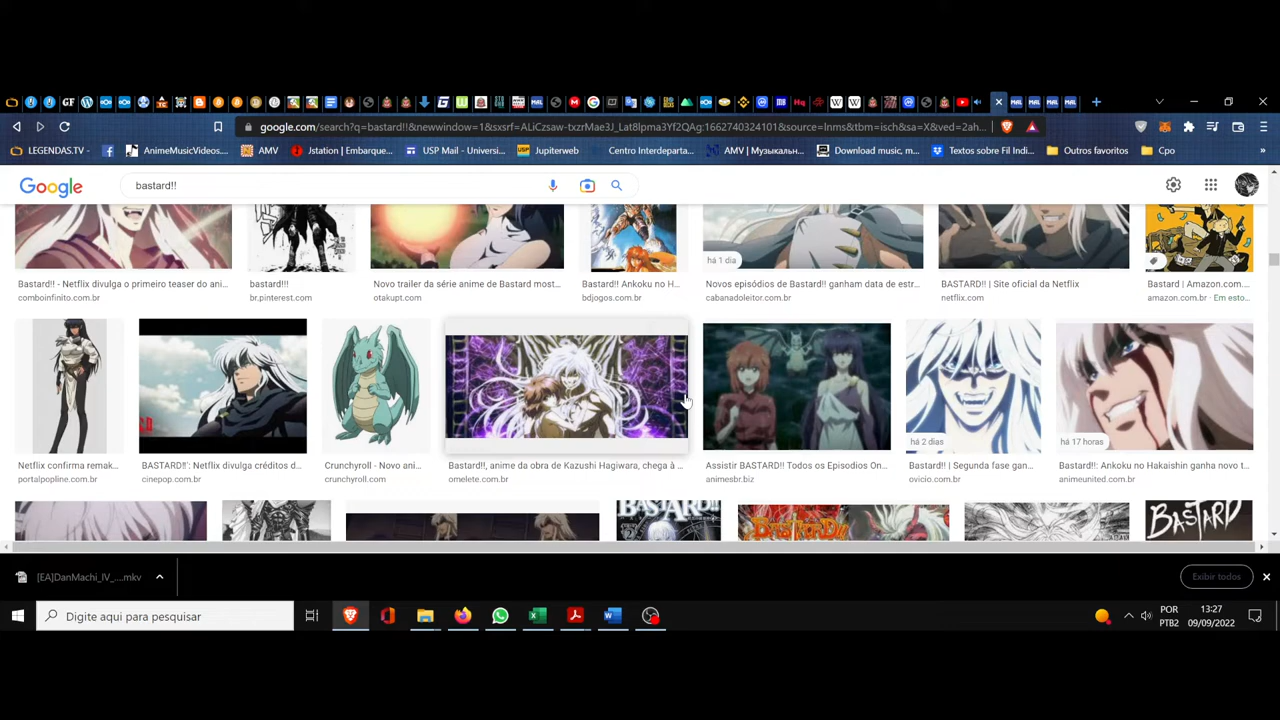 google.com/search?q=bastard!!&newwindow=1&sxsrf=ALiCzsaw-txzrMae3J_Lat8lpma3Yf2QAg:1662740324101&source=lnms&tbm=isch&sa=X&ved=2ah...
LEGENDAS.TV - AnimeMusicVideos... AMV Jstation | Embarque... USP Mail - Universi... Jupiterweb Centro Interdeparta... AMV | Музыкальн... Download music, m... Textos sobre Fil Indi... Outros favoritos Cpo
Google bastard!!
há 1 dia
Bastard!! - Netflix divulga o primeiro teaser do ani... bastard!!! Novo trailer da série anime de Bastard most... Bastard!! Ankoku no H... Novos episódios de Bastard!! ganham data de estr... BASTARD!! | Site oficial da Netflix Bastard | Amazon.com....
comboinfinito.com.br br.pinterest.com otakupt.com bdjogos.com.br cabanadoleitor.com.br netflix.com amazon.com.br · Em esto...
há 2 dias há 17 horas
Netflix confirma remak... BASTARD!!': Netflix divulga créditos d... Crunchyroll - Novo ani... Bastard!!, anime da obra de Kazushi Hagiwara, chega à ... Assistir BASTARD!! Todos os Episodios On... Bastard!! | Segunda fase gan... Bastard!!: Ankoku no Hakaishin ganha novo t...
portalpopline.com.br cinepop.com.br crunchyroll.com omelete.com.br animesbr.biz ovicio.com.br animeunited.com.br
BASTARD!! BASTARD!! BASTARD
[EA]DanMachi_IV_....mkv Exibir todos
Digite aqui para pesquisar
POR 13:27
PTB2 09/09/2022